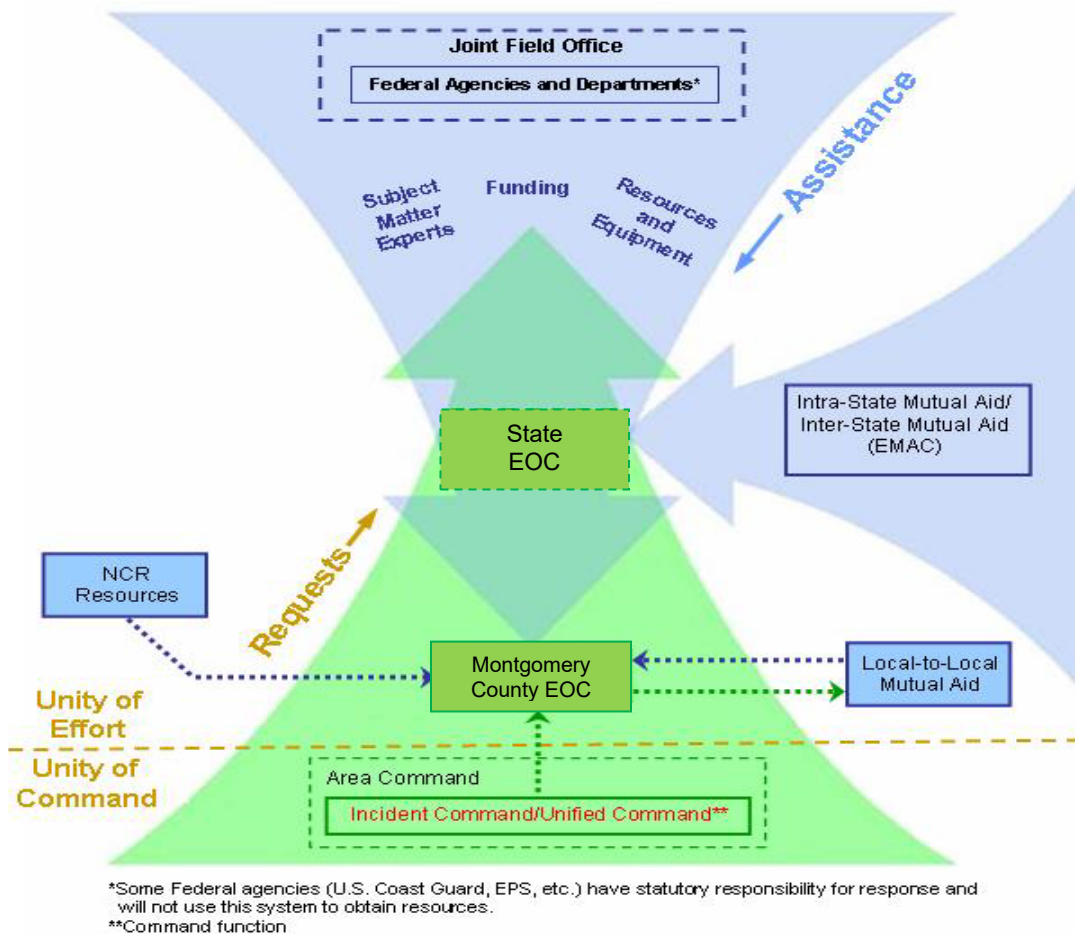 Joint Field Office
Federal Agencies and Departments*
Assistance
Subject
Matter
Experts
Funding
Resources
and
Equipment
Intra-State Mutual Aid/
Inter-State Mutual Aid
(EMAC)
State
EOC
Requests
NCR
Resources
Montgomery
County EOC
Local-to-Local
Mutual Aid
Unity of
Effort
Unity of
Command
Area Command
Incident Command/Unified Command**
*Some Federal agencies (U.S. Coast Guard, EPS, etc.) have statutory responsibility for response and
will not use this system to obtain resources.
**Command function